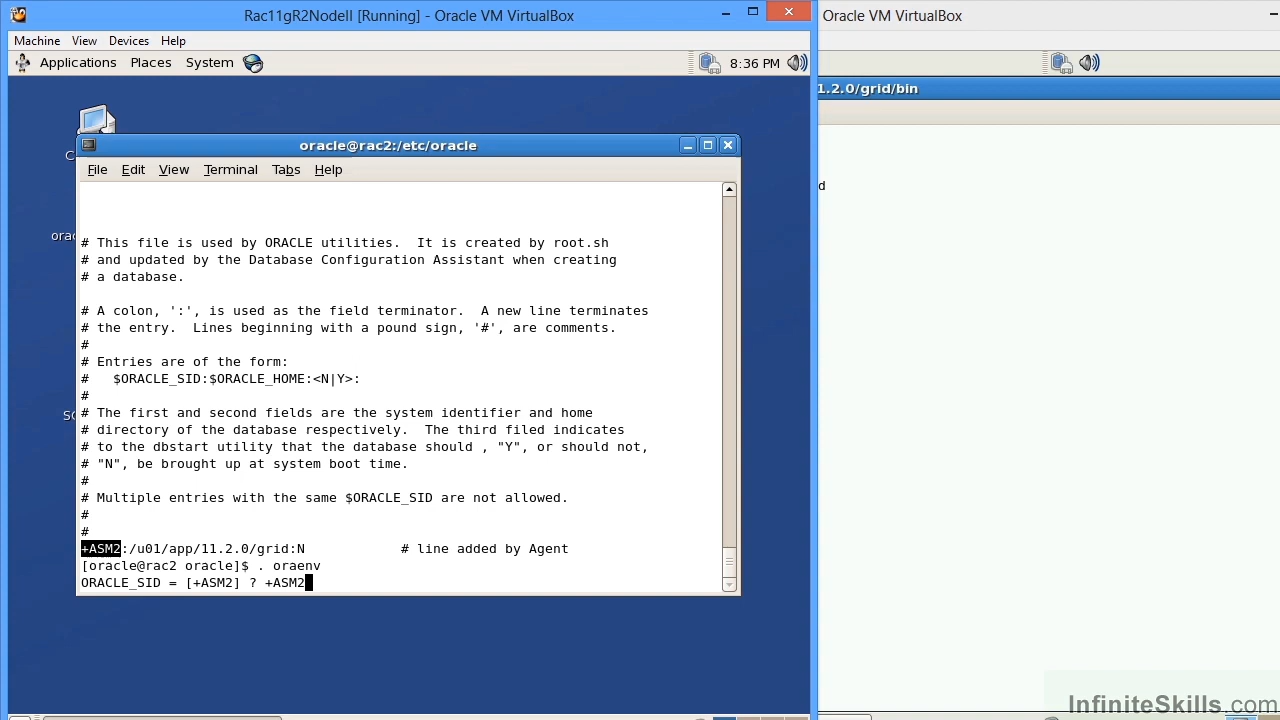 Rac11gR2NodeII [Running] - Oracle VM VirtualBox
Oracle VM VirtualBox
Machine View Devices Help
Applications Places System
8:36 PM
1.2.0/grid/bin
oracle@rac2:/etc/oracle
File Edit View Terminal Tabs Help
# This file is used by ORACLE utilities.  It is created by root.sh
# and updated by the Database Configuration Assistant when creating
# a database.
# A colon, ':', is used as the field terminator.  A new line terminates
# the entry.  Lines beginning with a pound sign, '#', are comments.
#
# Entries are of the form:
#   $ORACLE_SID:$ORACLE_HOME:<N|Y>:
#
# The first and second fields are the system identifier and home
# directory of the database respectively.  The third filed indicates
# to the dbstart utility that the database should , "Y", or should not,
# "N", be brought up at system boot time.
#
# Multiple entries with the same $ORACLE_SID are not allowed.
#
#
+ASM2:/u01/app/11.2.0/grid:N            # line added by Agent
[oracle@rac2 oracle]$ . oraenv
ORACLE_SID = [+ASM2] ? +ASM2
InfiniteSkills.com